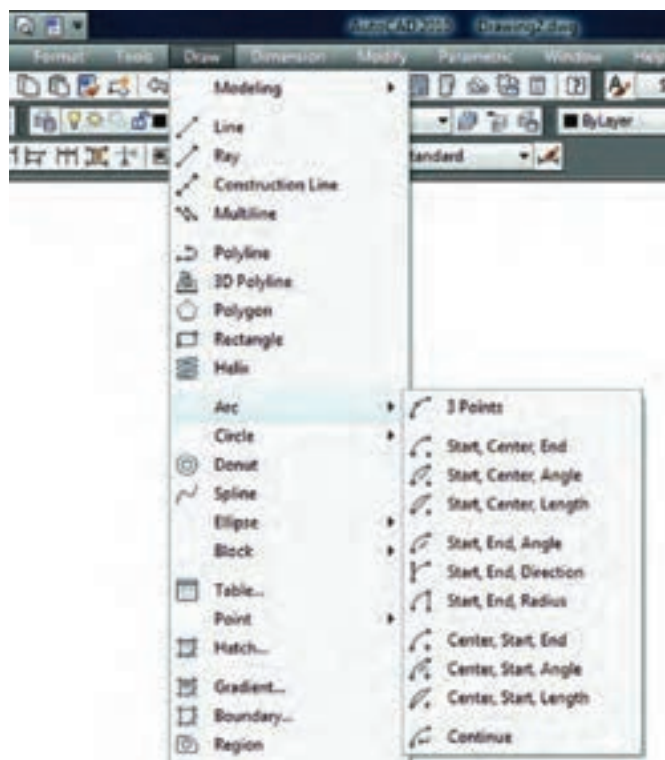 AutoCAD 2010 Drawing2.dwg
Format Tools Draw Dimension Modify Parametric Window Help
ByLayer
Modeling
Line
Ray
Construction Line
Multiline
Polyline
3D Polyline
Polygon
Rectangle
Helix
Arc
Circle
Donut
Spline
Ellipse
Block
Table...
Point
Hatch...
Gradient...
Boundary...
Region
3 Points
Start, Center, End
Start, Center, Angle
Start, Center, Length
Start, End, Angle
Start, End, Direction
Start, End, Radius
Center, Start, End
Center, Start, Angle
Center, Start, Length
Continue